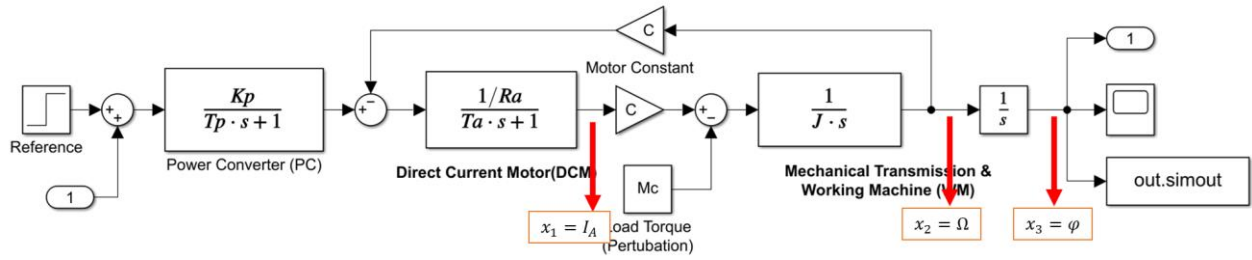 C
Motor Constant
1
Reference
+
+
Kp
Tp · s + 1
Power Converter (PC)
1
+
−
1/Ra
Ta · s + 1
Direct Current Motor(DCM)
C
+
−
Mc
Load Torque
(Pertubation)
1
J · s
Mechanical Transmission &
Working Machine (WM)
1
s
out.simout
x₁ = I_A
x₂ = Ω
x₃ = φ